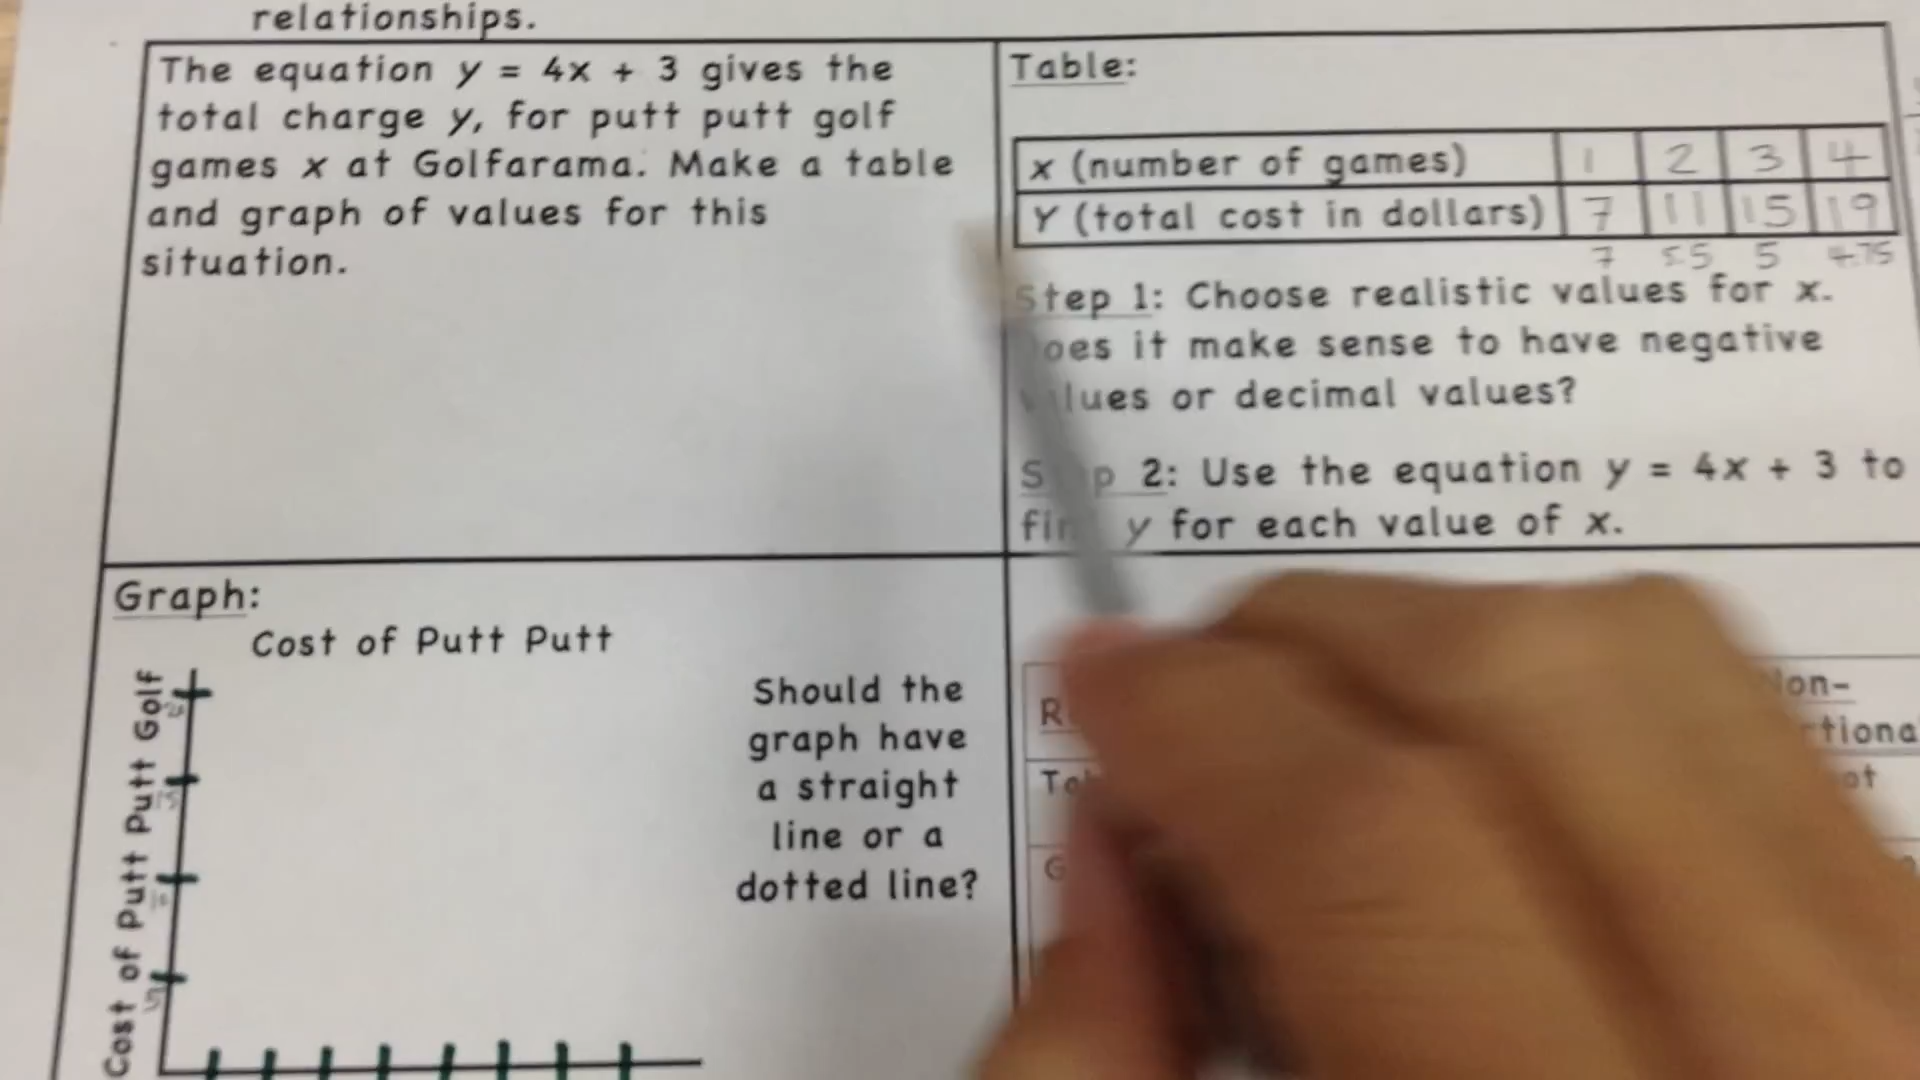 relationships.
The equation y = 4x + 3 gives the
total charge y, for putt putt golf
games x at Golfarama. Make a table
and graph of values for this
situation.
Table:
x (number of games) 1 2 3 4
Y (total cost in dollars) 7 11 15 19
7 5.5 5 4.75
Step 1: Choose realistic values for x.
oes it make sense to have negative
lues or decimal values?
p 2: Use the equation y = 4x + 3 to
y for each value of x.
Graph:
Cost of Putt Putt
Cost of Putt Putt Golf
15
5
Should the
graph have
a straight
line or a
dotted line?